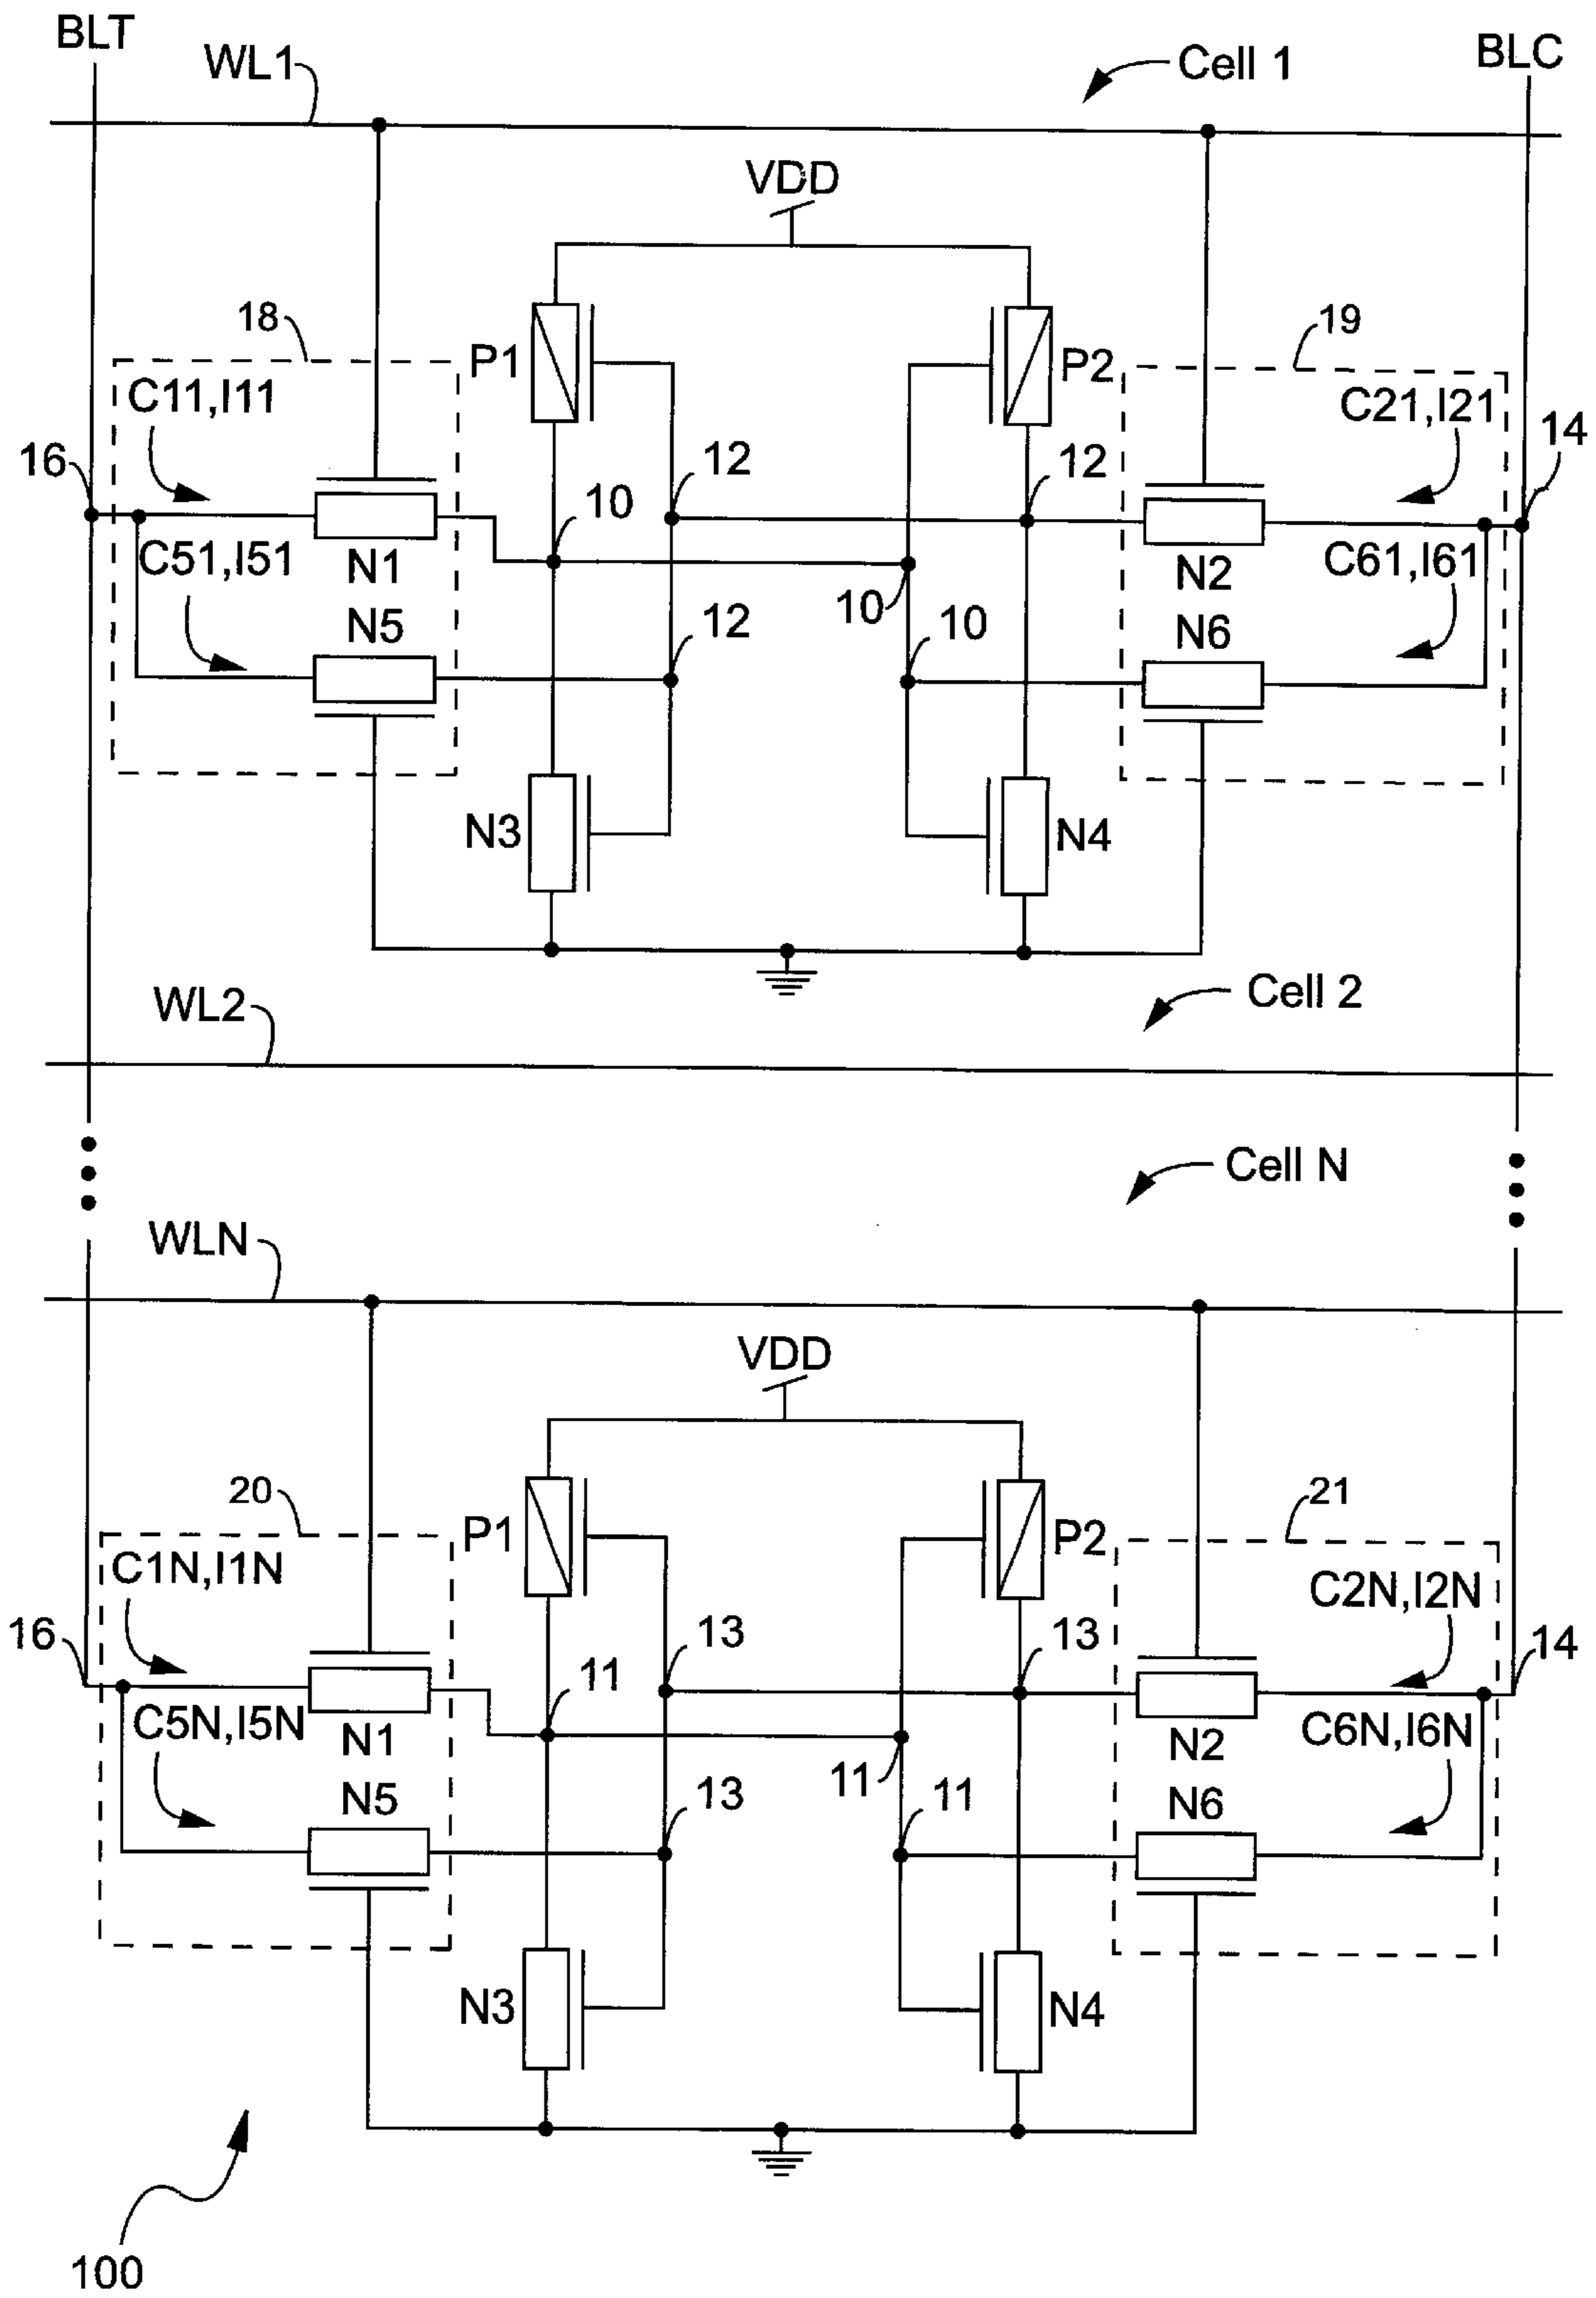 BLT
WL1
Cell 1
BLC
VDD
18
19
P1
P2
C11,I11
C21,I21
16
12
12
14
10
C51,I51
N1
N2
C61,I61
10
N5
12
10
N6
N3
N4
WL2
Cell 2
Cell N
WLN
VDD
20
21
P1
P2
C1N,I1N
C2N,I2N
16
13
13
14
11
C5N,I5N
N1
N2
C6N,I6N
11
N5
13
11
N6
N3
N4
100